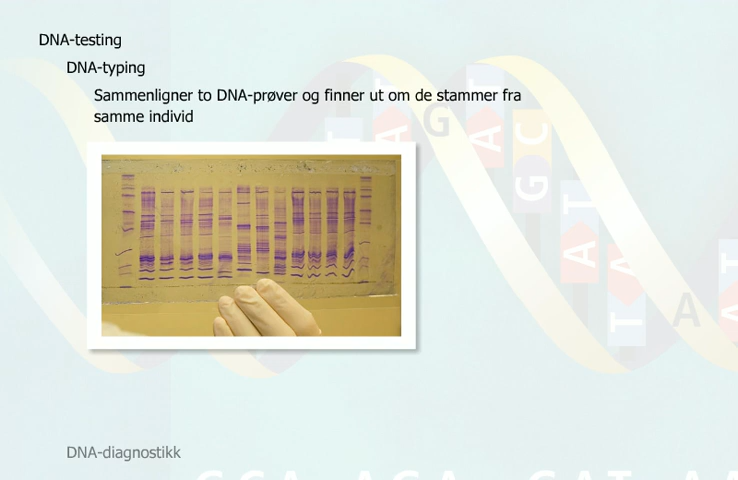 DNA-testing
DNA-typing
Sammenligner to DNA-prøver og finner ut om de stammer fra
samme individ
T A G A C
G
T
A
T
A
T
A
A
DNA-diagnostikk